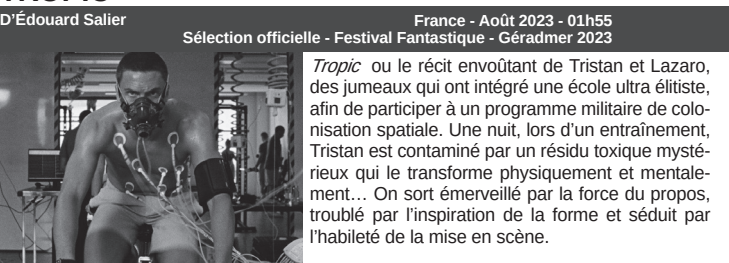 D’Édouard Salier
France - Août 2023 - 01h55
Sélection officielle - Festival Fantastique - Géradmer 2023
Tropic ou le récit envoûtant de Tristan et Lazaro,
des jumeaux qui ont intégré une école ultra élitiste,
afin de participer à un programme militaire de colo-
nisation spatiale. Une nuit, lors d’un entraînement,
Tristan est contaminé par un résidu toxique mysté-
rieux qui le transforme physiquement et mentale-
ment… On sort émerveillé par la force du propos,
troublé par l’inspiration de la forme et séduit par
l’habileté de la mise en scène.